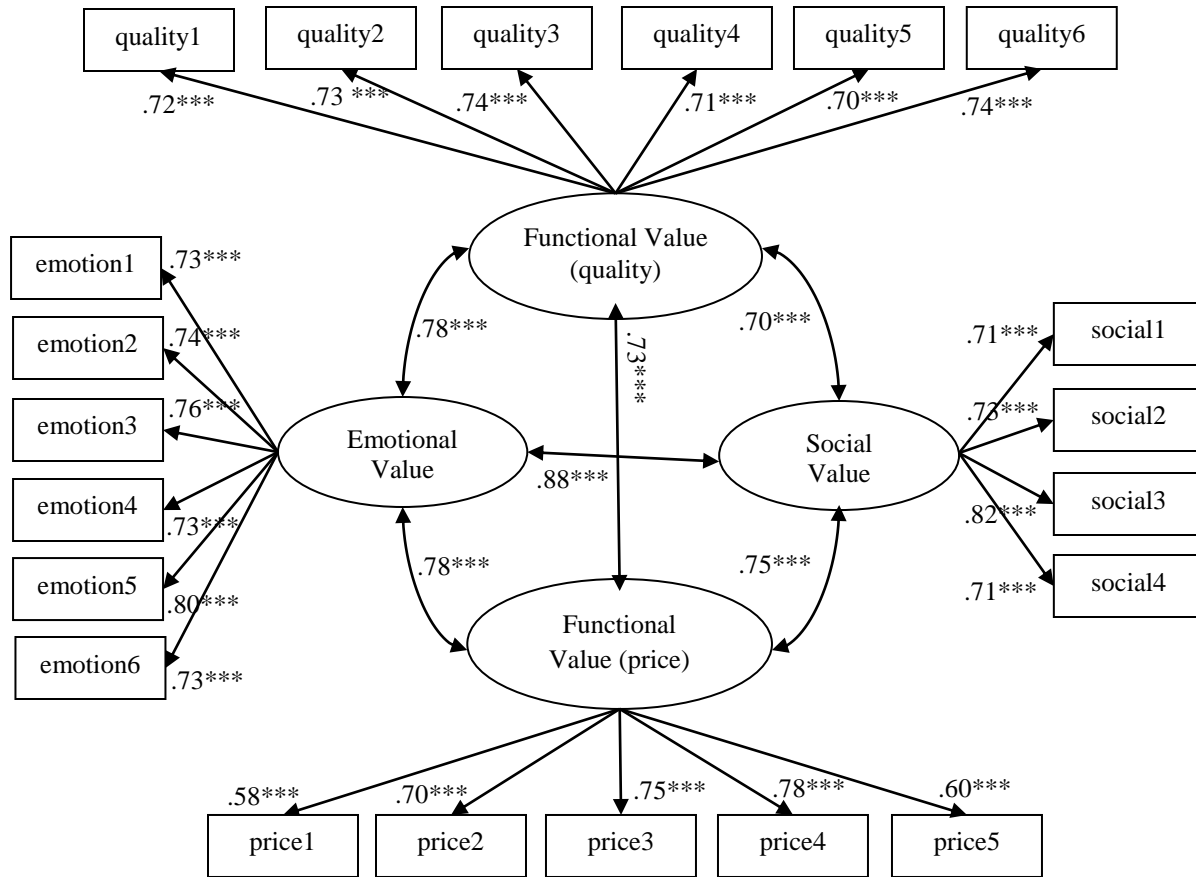 quality1
quality2
quality3
quality4
quality5
quality6
.72***
.73 ***
.74***
.71***
.70***
.74***
Functional Value
(quality)
emotion1
emotion2
emotion3
emotion4
emotion5
emotion6
.73***
.74***
.76***
.73***
.80***
.73***
.78***
.73***
.70***
Emotional
Value
.88***
Social
Value
.71***
.73***
.82***
.71***
social1
social2
social3
social4
.78***
.75***
Functional
Value (price)
.58***
.70***
.75***
.78***
.60***
price1
price2
price3
price4
price5